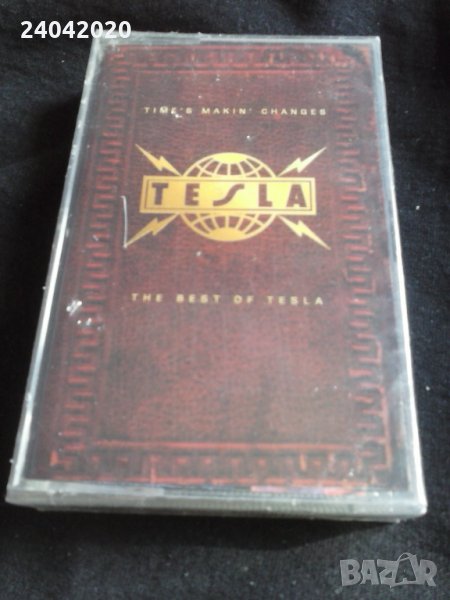 24042020
TIME'S MAKIN' CHANGES
TESLA
THE BEST OF TESLA
BAZAR